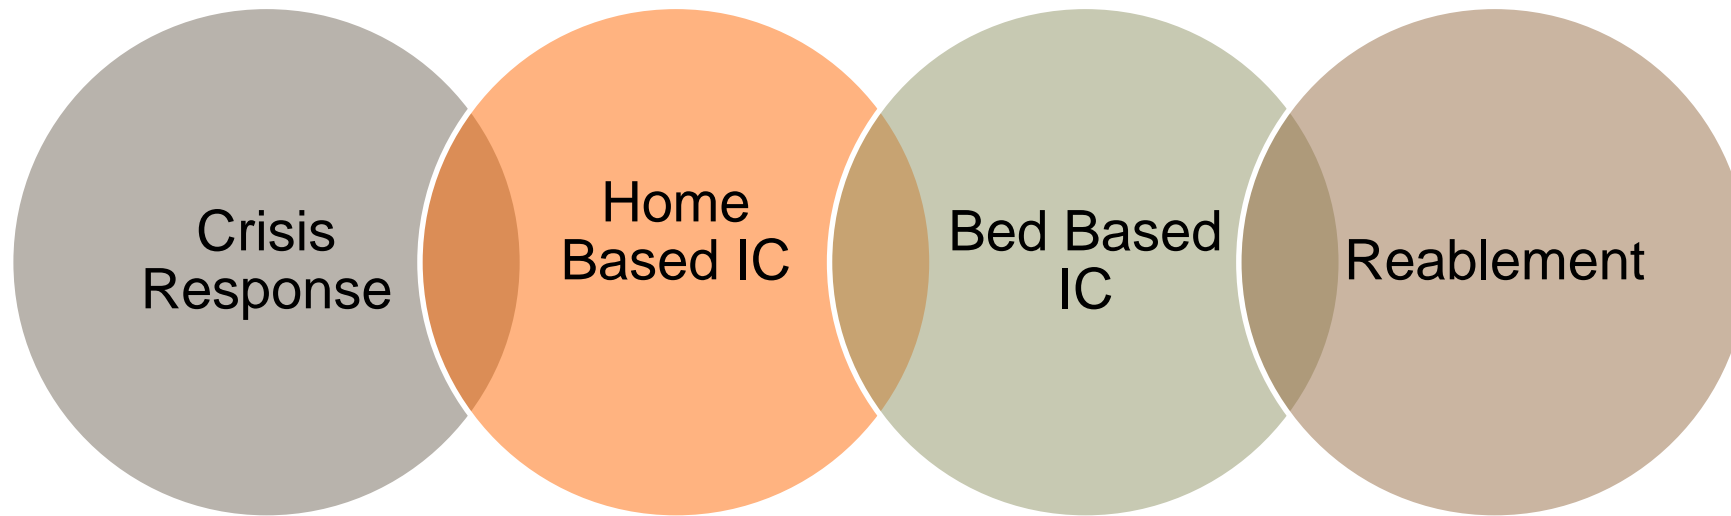 Crisis
Response
Home
Based IC
Bed Based
IC
Reablement